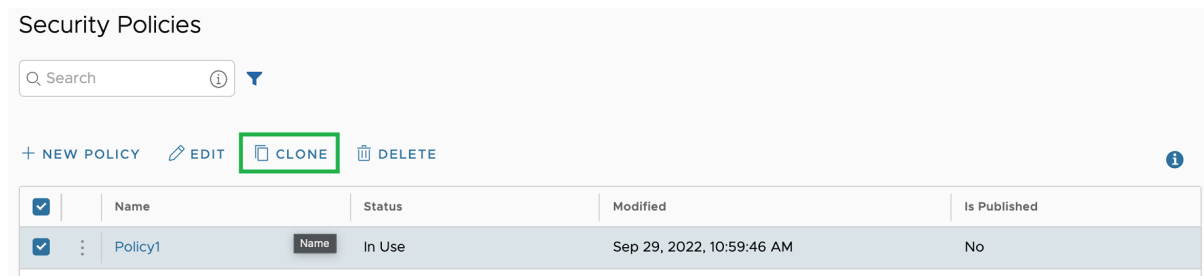 Security Policies
Search
+ NEW POLICY EDIT CLONE DELETE
Name Status Modified Is Published
Policy1 Name In Use Sep 29, 2022, 10:59:46 AM No